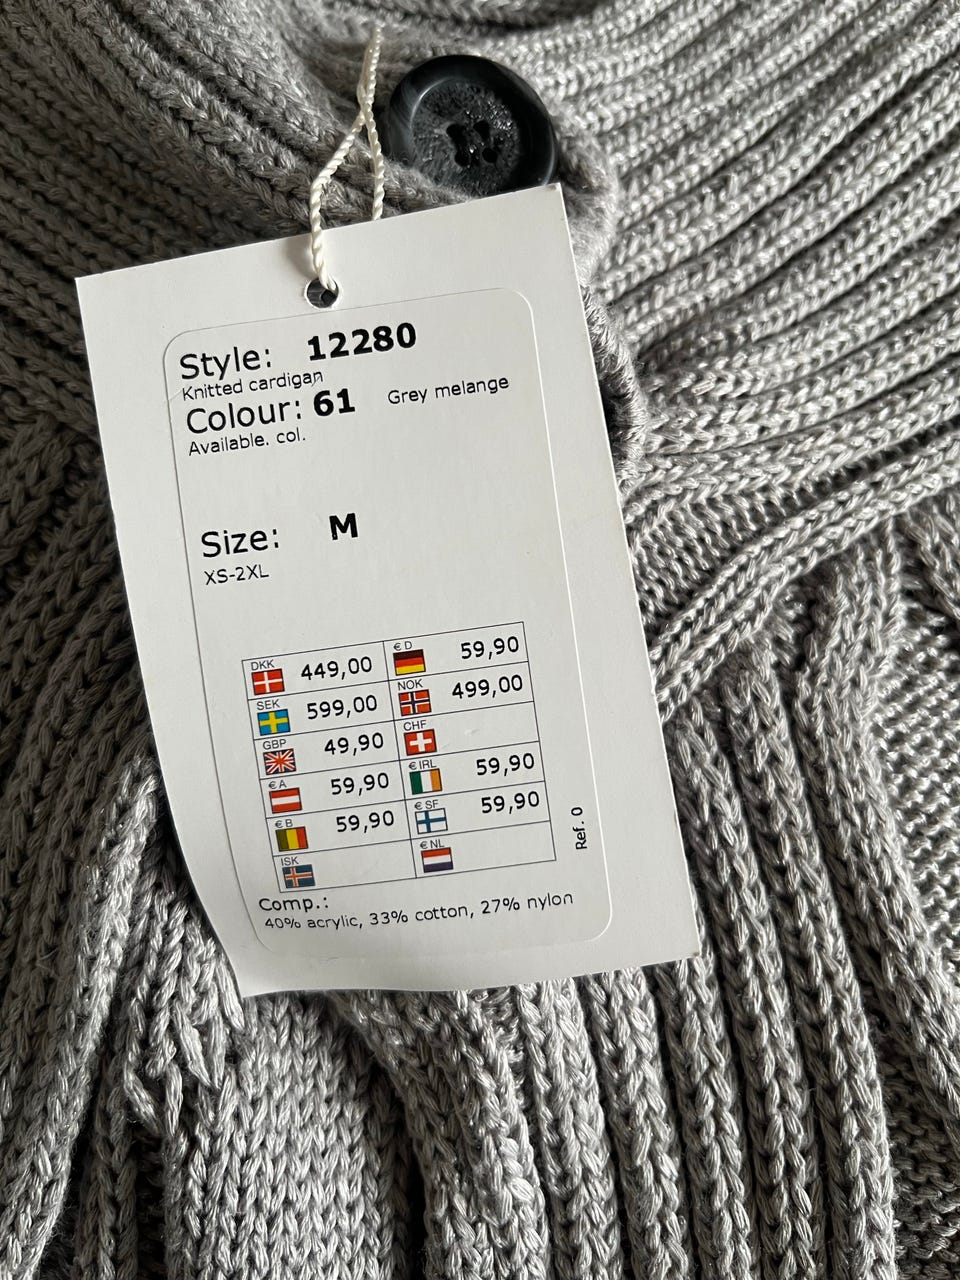 Style: 12280
Knitted cardigan
Colour: 61 Grey melange
Available. col.
Size: M
XS-2XL
DKK 449,00 € D 59,90
SEK 599,00 NOK 499,00
GBP 49,90 CHF
€ A 59,90 € IRL 59,90
€ B 59,90 € SF 59,90
ISK € NL
Ref. 0
Comp.:
40% acrylic, 33% cotton, 27% nylon